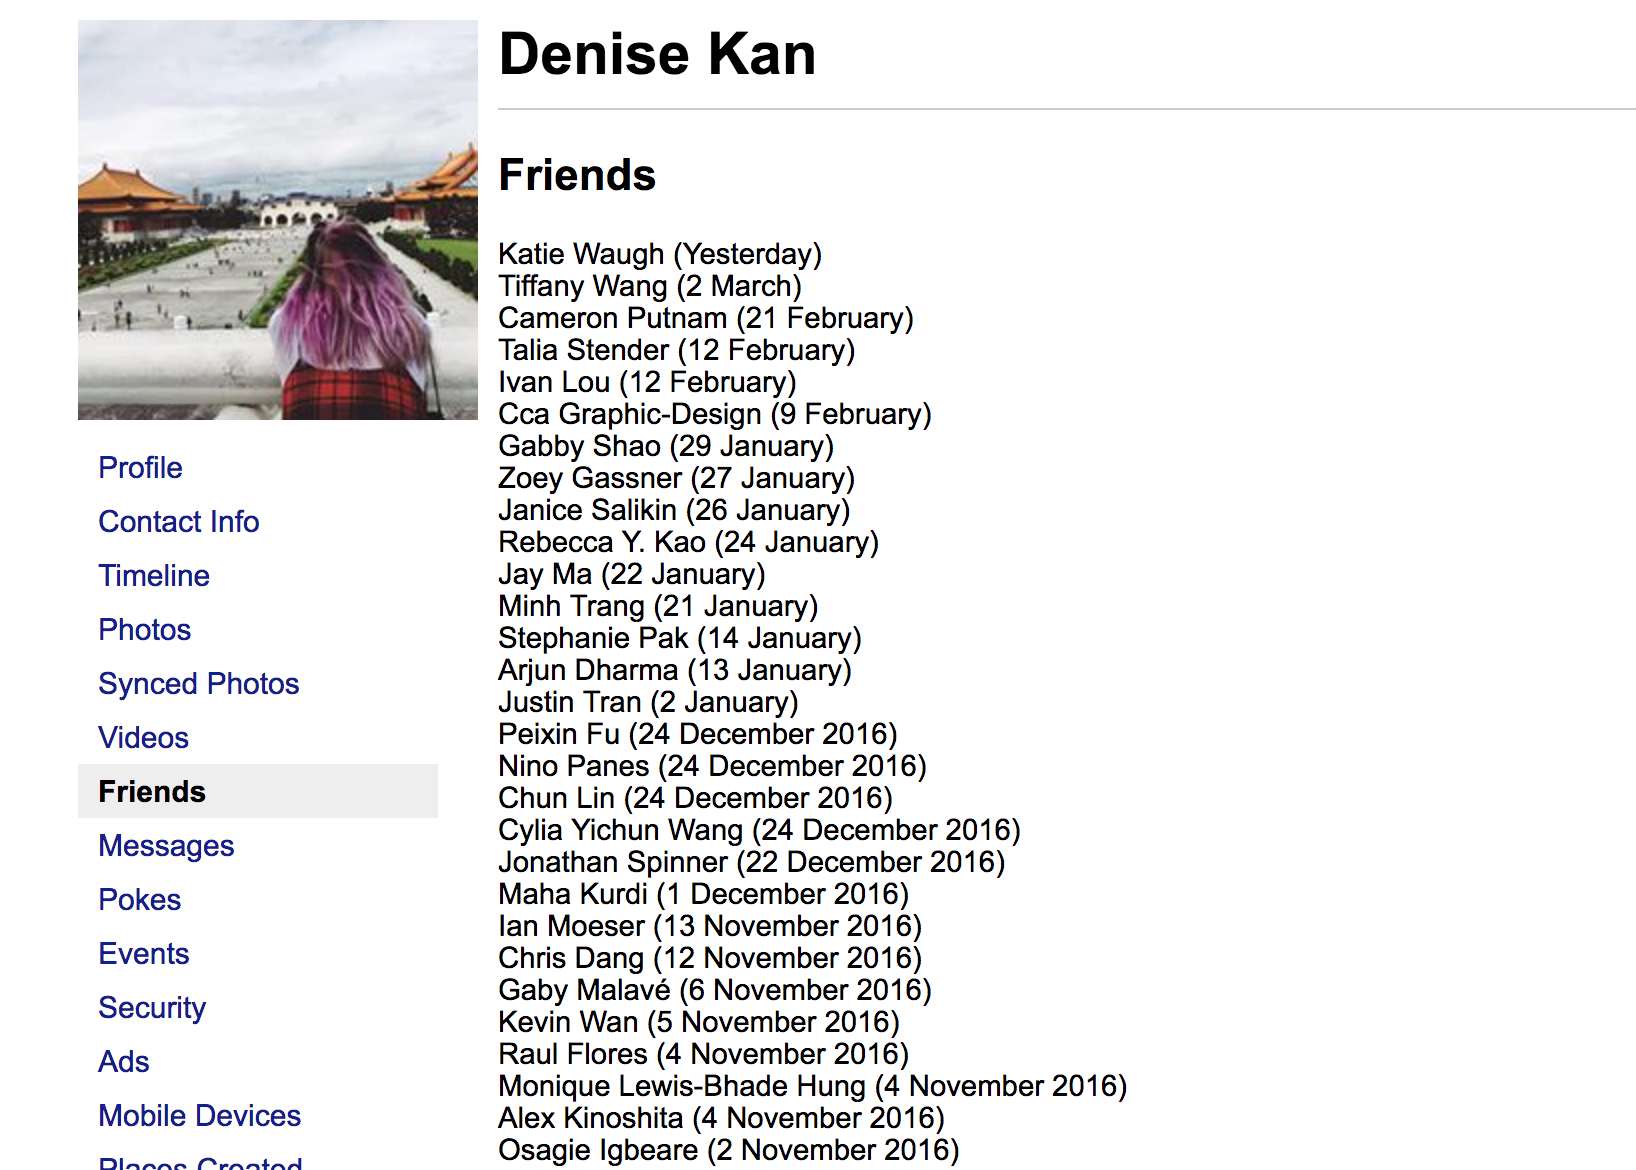 Denise Kan
Friends
Katie Waugh (Yesterday)
Tiffany Wang (2 March)
Cameron Putnam (21 February)
Talia Stender (12 February)
Ivan Lou (12 February)
Cca Graphic-Design (9 February)
Gabby Shao (29 January)
Zoey Gassner (27 January)
Janice Salikin (26 January)
Rebecca Y. Kao (24 January)
Jay Ma (22 January)
Minh Trang (21 January)
Stephanie Pak (14 January)
Arjun Dharma (13 January)
Justin Tran (2 January)
Peixin Fu (24 December 2016)
Nino Panes (24 December 2016)
Chun Lin (24 December 2016)
Cylia Yichun Wang (24 December 2016)
Jonathan Spinner (22 December 2016)
Maha Kurdi (1 December 2016)
Ian Moeser (13 November 2016)
Chris Dang (12 November 2016)
Gaby Malavé (6 November 2016)
Kevin Wan (5 November 2016)
Raul Flores (4 November 2016)
Monique Lewis-Bhade Hung (4 November 2016)
Alex Kinoshita (4 November 2016)
Osagie Igbeare (2 November 2016)
Profile
Contact Info
Timeline
Photos
Synced Photos
Videos
Friends
Messages
Pokes
Events
Security
Ads
Mobile Devices
Places Created